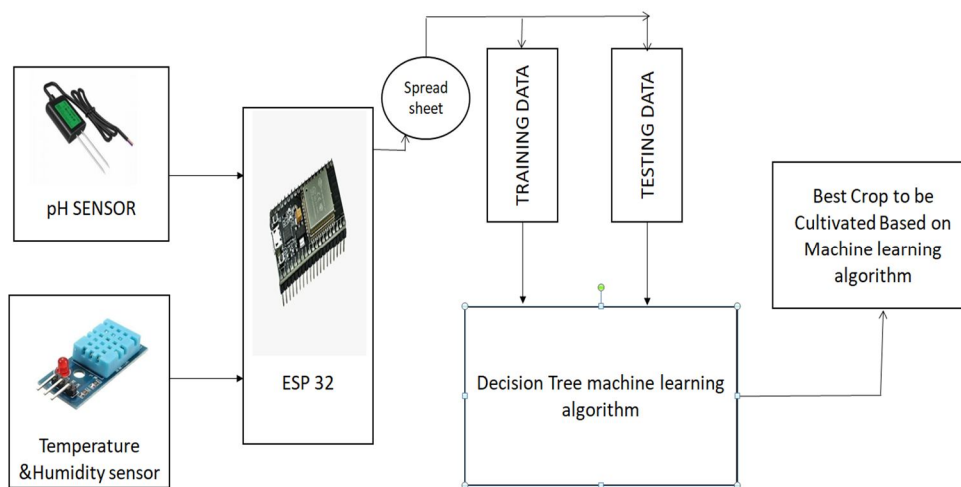 pH SENSOR
Temperature
&Humidity sensor
ESP 32
Spread
sheet
TRAINING DATA
TESTING DATA
Decision Tree machine learning
algorithm
Best Crop to be
Cultivated Based on
Machine learning
algorithm